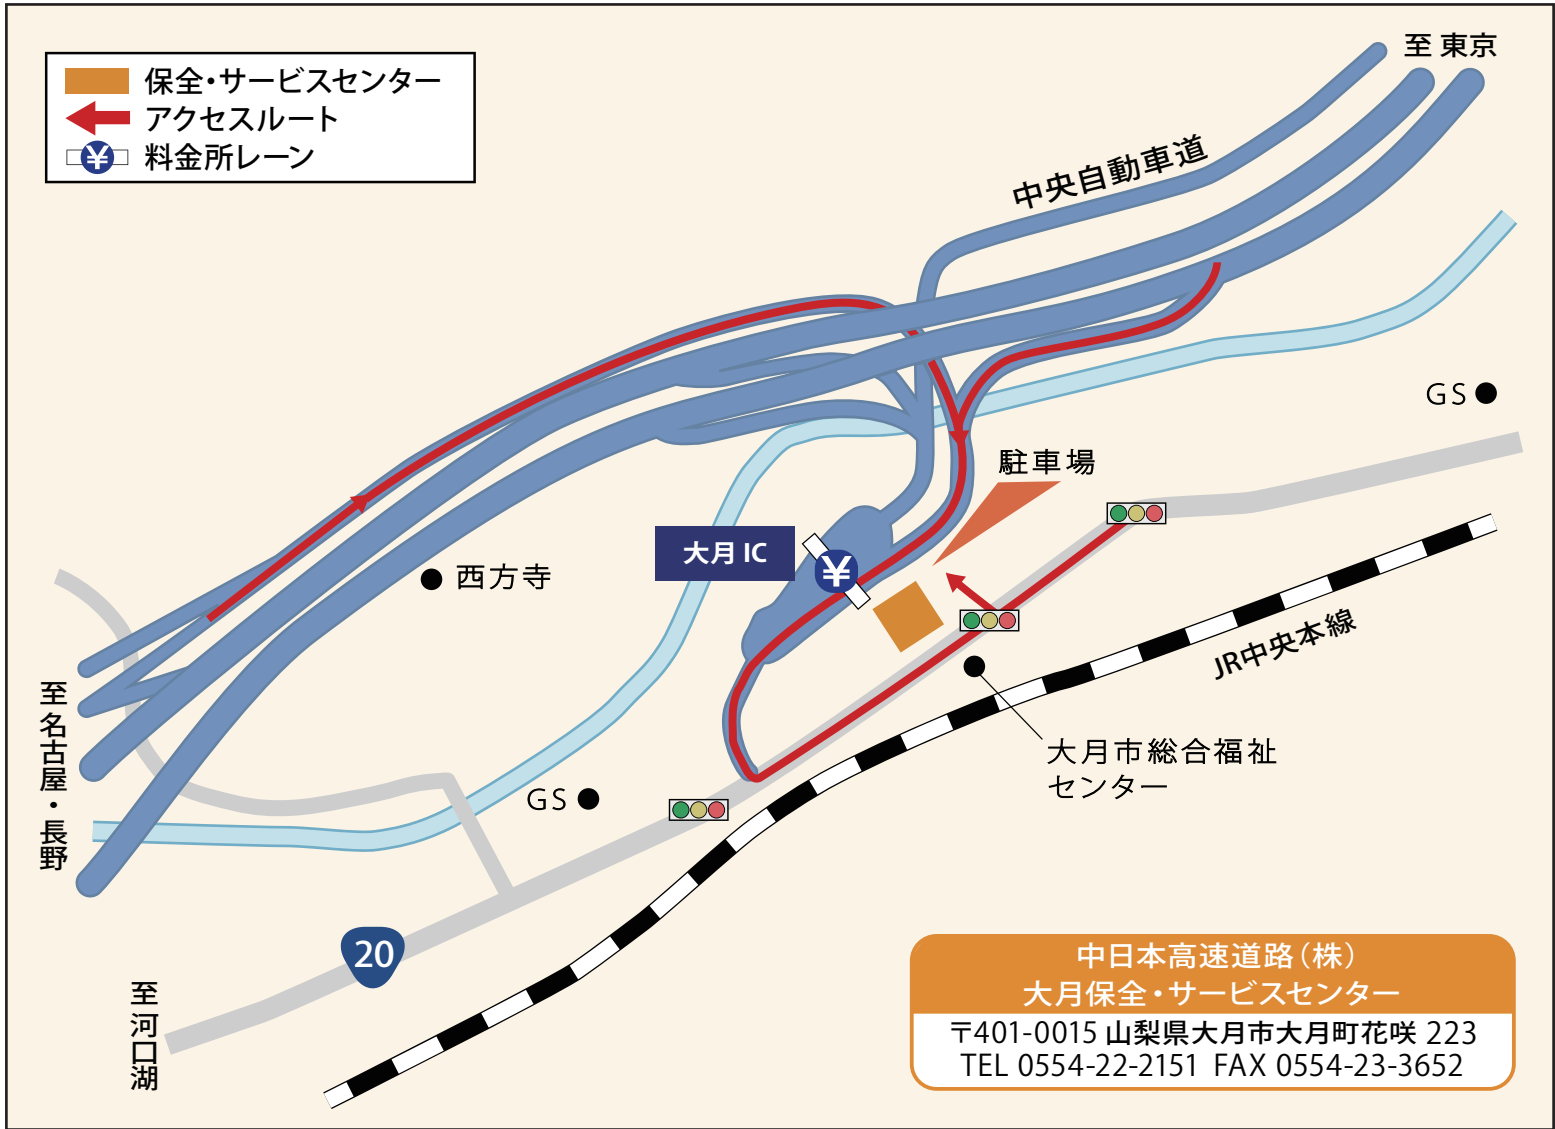 保全・サービスセンター
アクセスルート
¥ 料金所レーン
至 東京
中央自動車道
GS
駐車場
大月 IC
¥
西方寺
JR中央本線
至名古屋・長野
大月市総合福祉
センター
GS
20
至河口湖
中日本高速道路（株）
大月保全・サービスセンター
〒401-0015 山梨県大月市大月町花咲 223
TEL 0554-22-2151 FAX 0554-23-3652